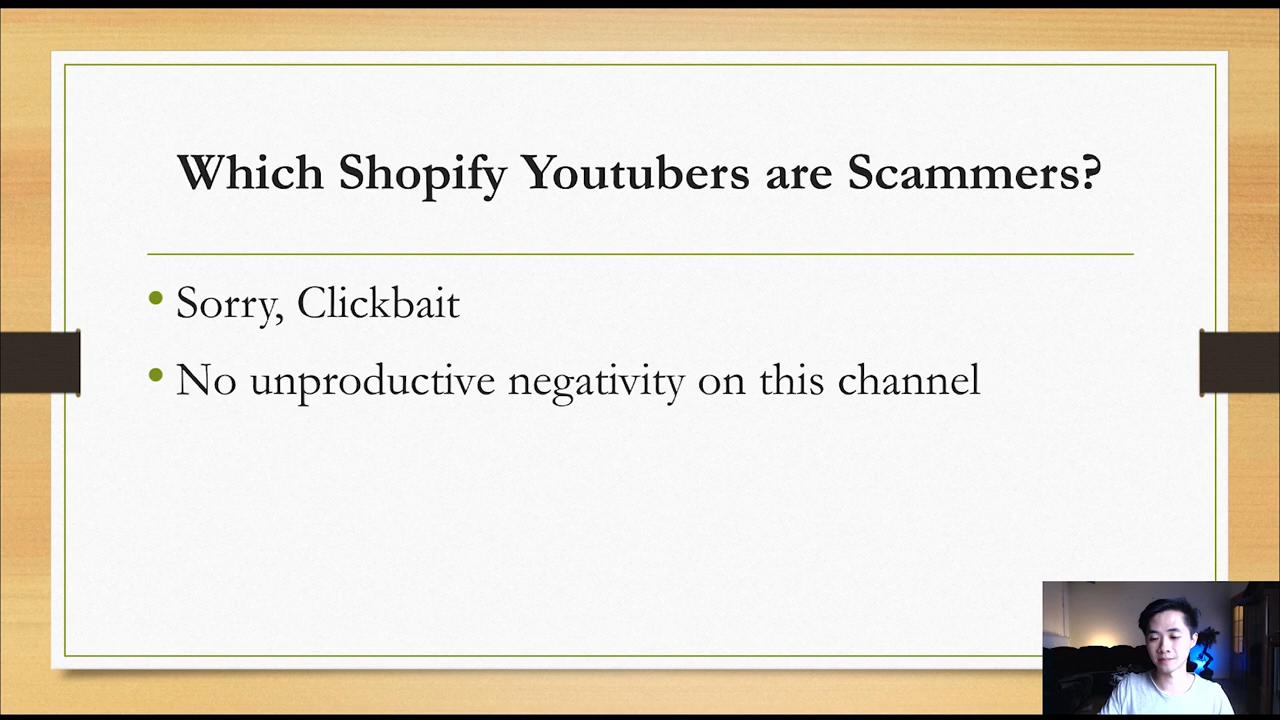 Which Shopify Youtubers are Scammers?
Sorry, Clickbait
No unproductive negativity on this channel